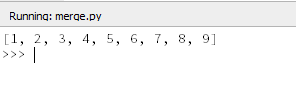 Running: merge.py
[1, 2, 3, 4, 5, 6, 7, 8, 9]
>>>